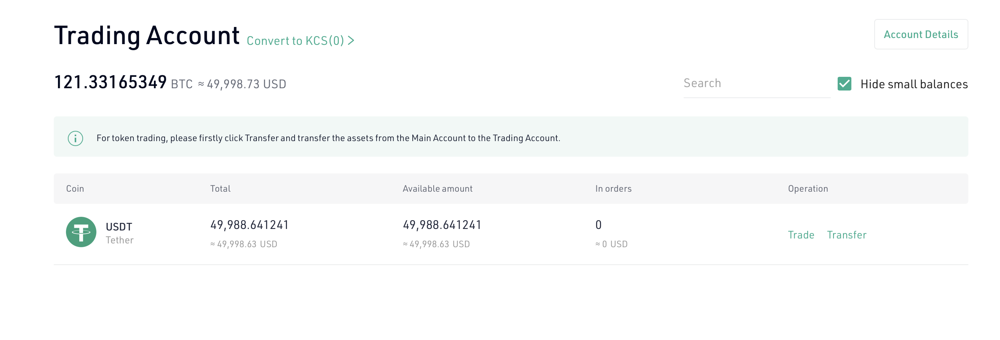 Trading Account Convert to KCS(0) >
Account Details
121.33165349 BTC ≈ 49,998.73 USD
Search
Hide small balances
For token trading, please firstly click Transfer and transfer the assets from the Main Account to the Trading Account.
Coin Total Available amount In orders Operation
USDT 49,988.641241 49,988.641241 0
Tether ≈ 49,998.63 USD ≈ 49,998.63 USD ≈ 0 USD
Trade Transfer